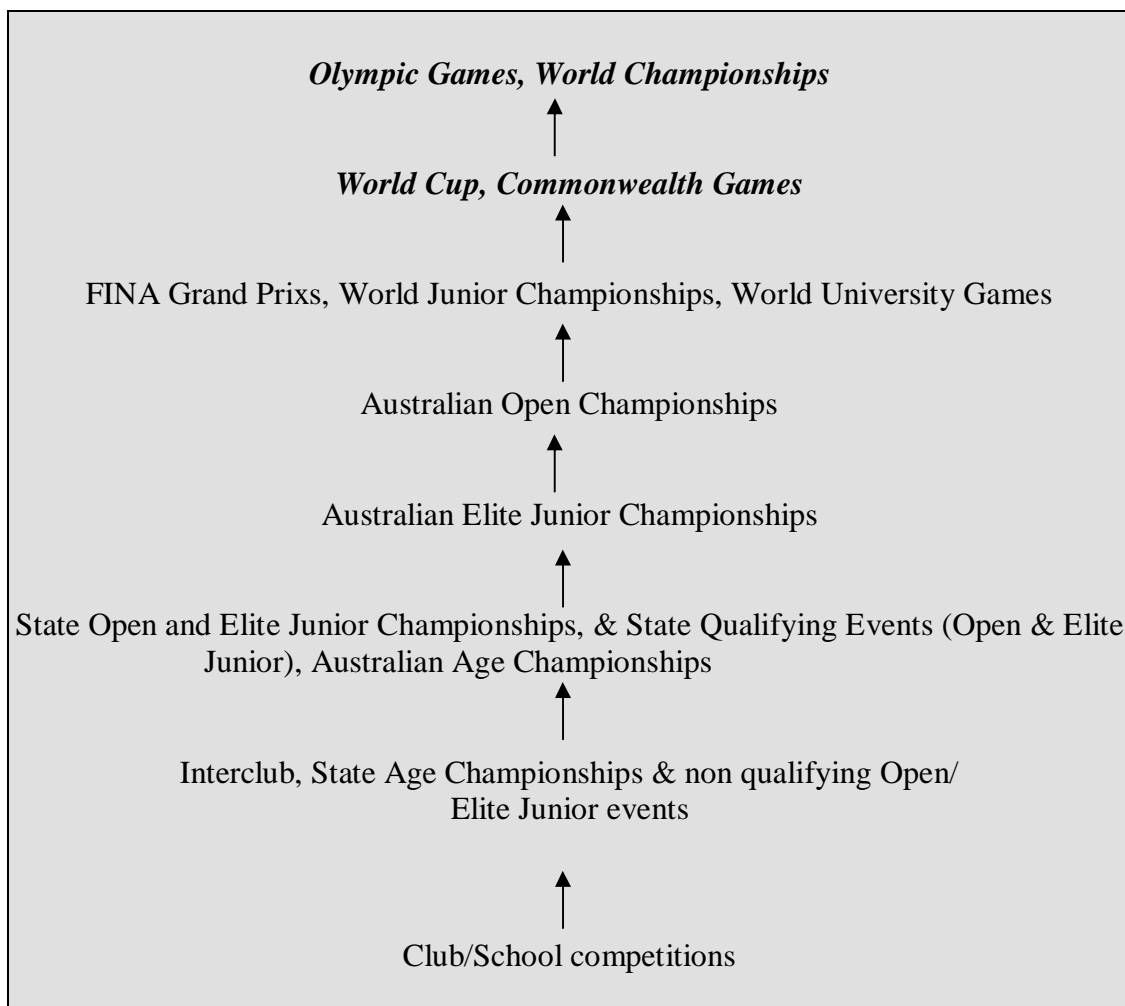 Olympic Games, World Championships
World Cup, Commonwealth Games
FINA Grand Prixs, World Junior Championships, World University Games
Australian Open Championships
Australian Elite Junior Championships
State Open and Elite Junior Championships, & State Qualifying Events (Open & Elite
Junior), Australian Age Championships
Interclub, State Age Championships & non qualifying Open/
Elite Junior events
Club/School competitions